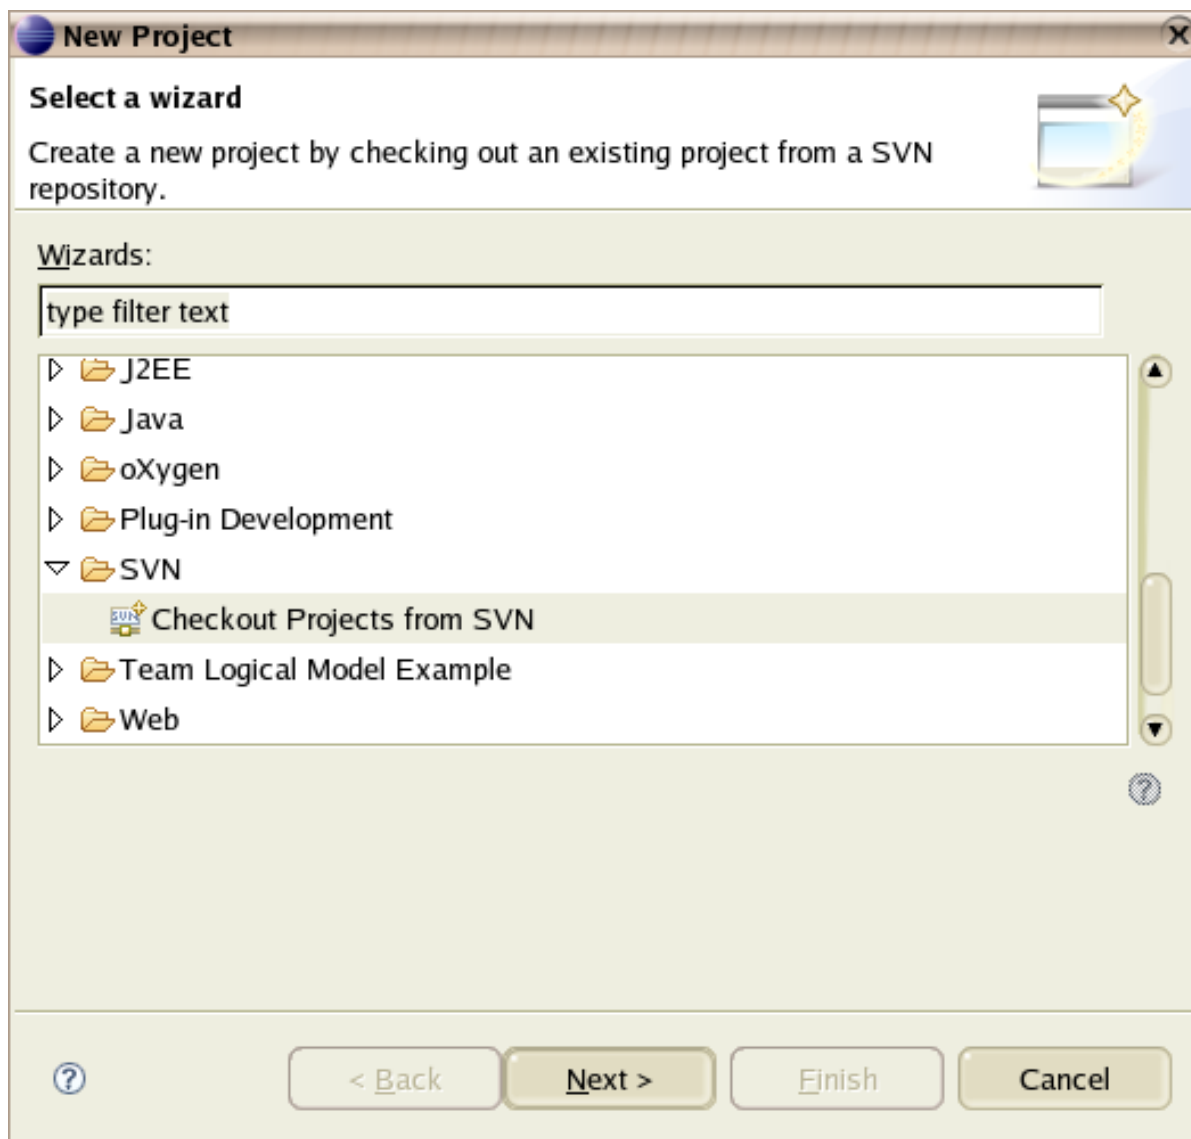 New Project
Select a wizard
Create a new project by checking out an existing project from a SVN
repository.
Wizards:
type filter text
J2EE
Java
oXygen
Plug-in Development
SVN
Checkout Projects from SVN
Team Logical Model Example
Web
< Back
Next >
Finish
Cancel